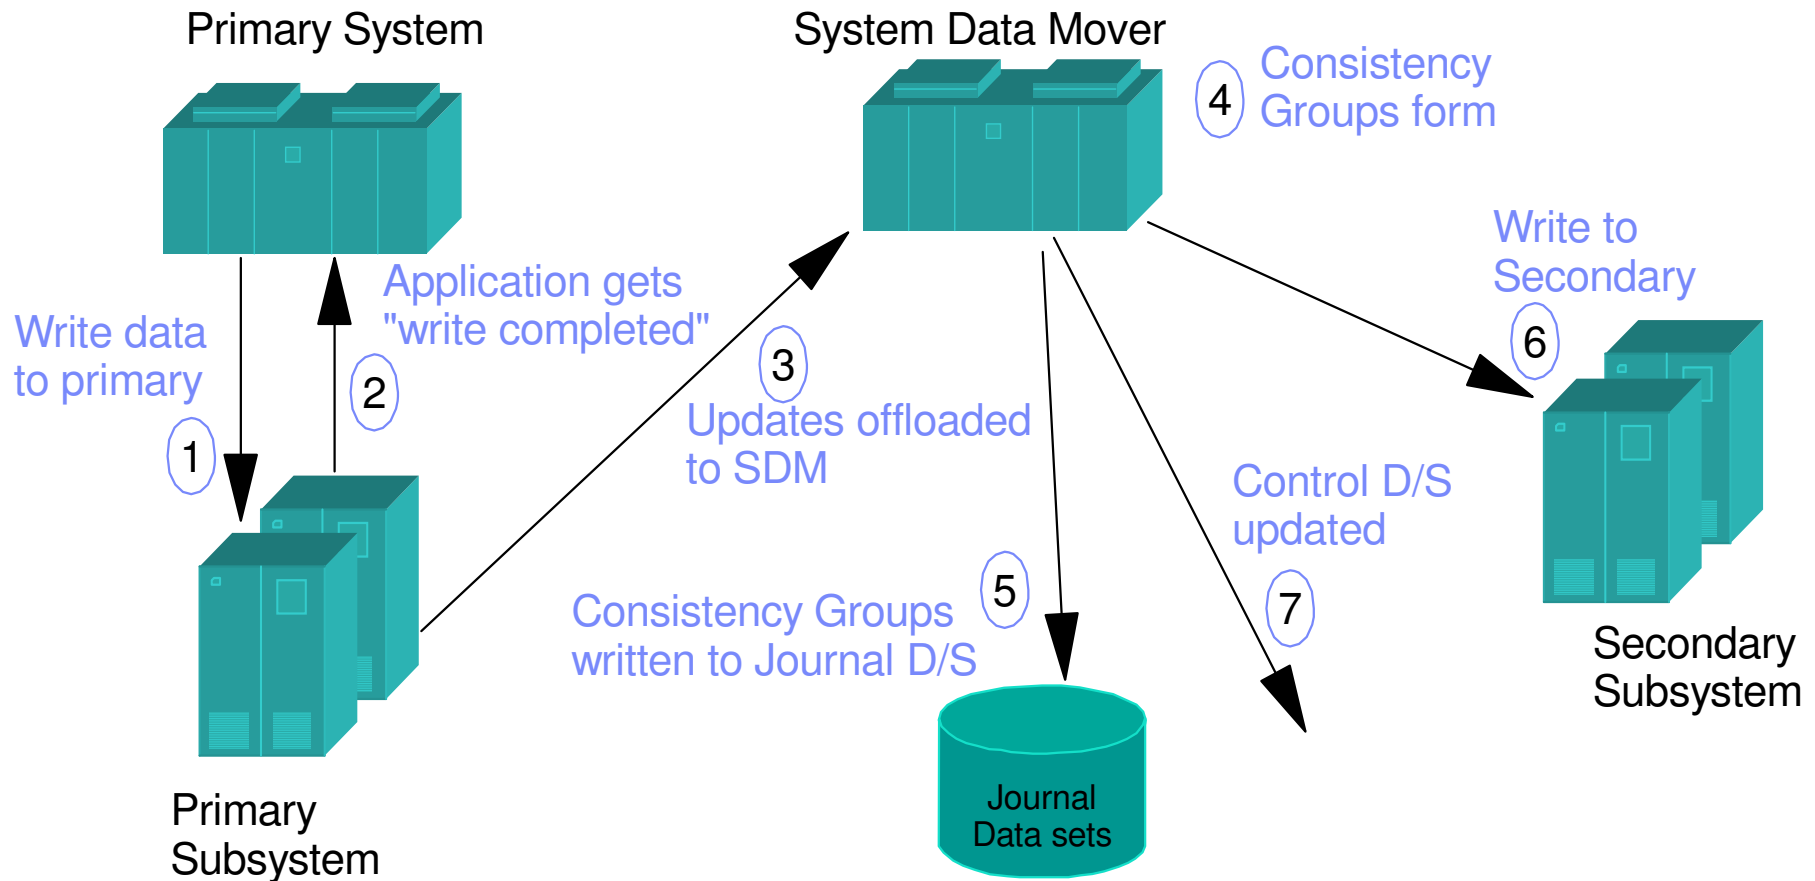 Primary System
System Data Mover
4
Consistency
Groups form
Application gets
"write completed"
Write data
to primary
1
2
3
Updates offloaded
to SDM
Write to
Secondary
6
Control D/S
updated
7
5
Consistency Groups
written to Journal D/S
Secondary
Subsystem
Primary
Subsystem
Journal
Data sets